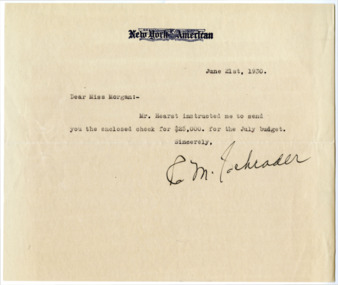 New York American
June 21st, 1930.
Dear Miss Morgan:-
Mr. Hearst instructed me to send
you the enclosed check for $25,000. for the July budget.
Sincerely,
E M. Schrader